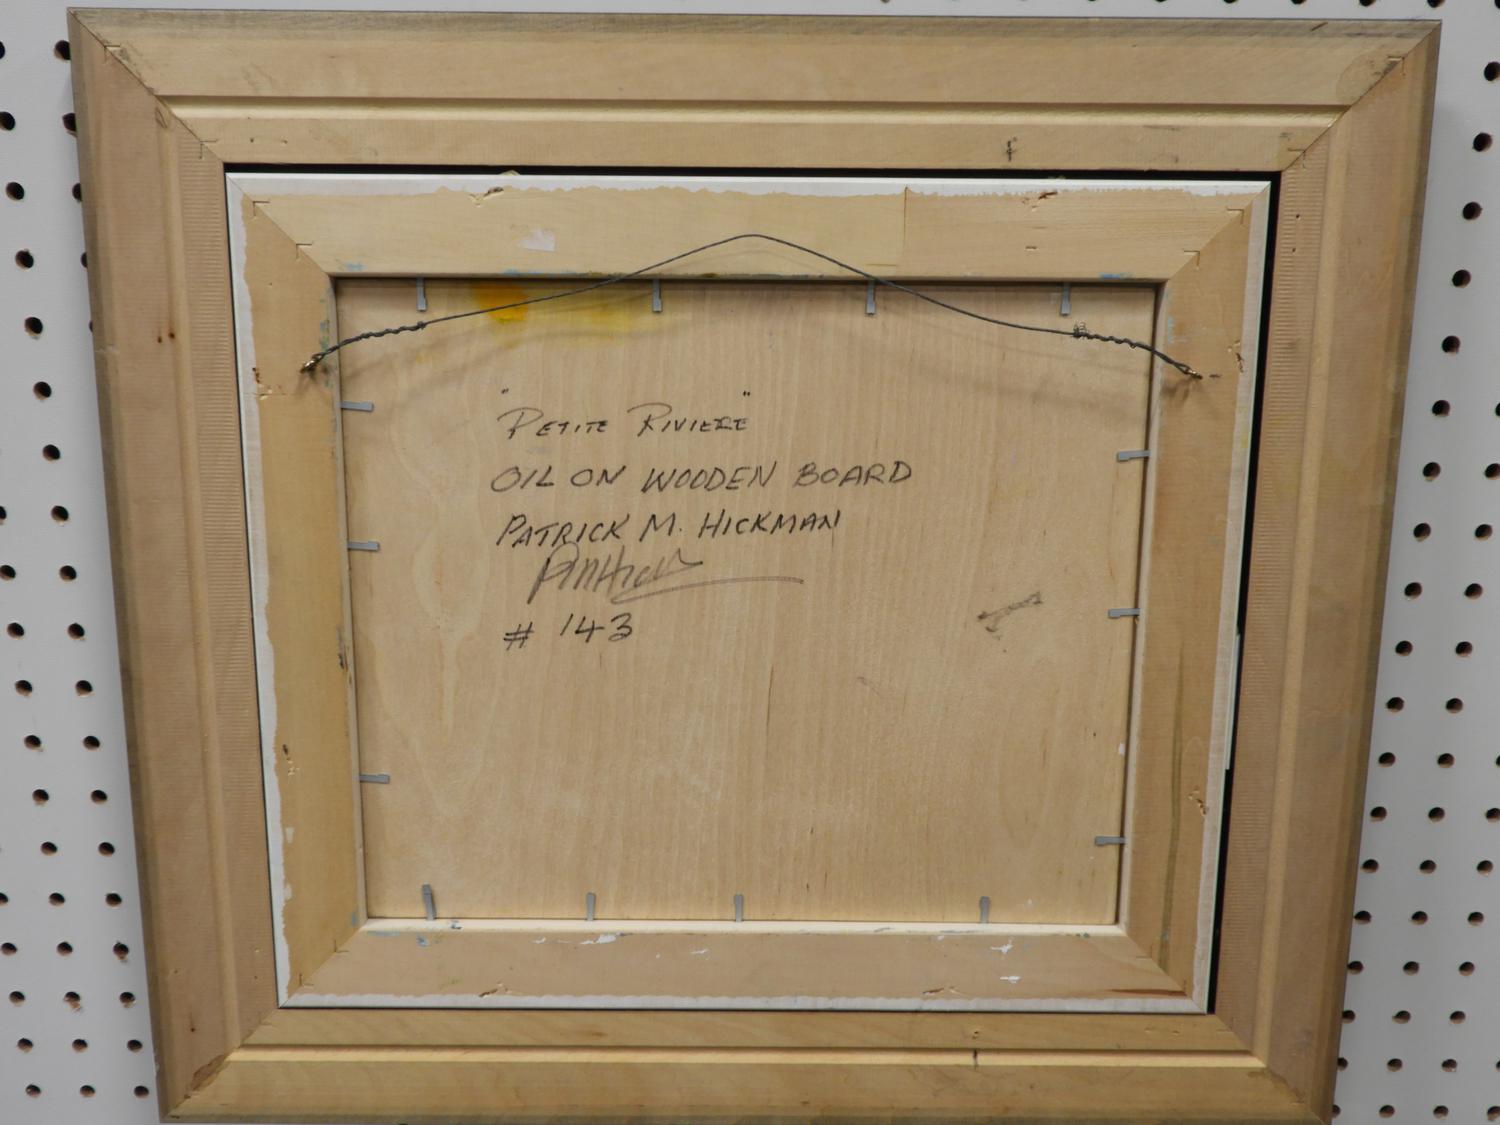 "PETITE RIVIERE"
OIL ON WOODEN BOARD
PATRICK M. HICKMAN
# 143